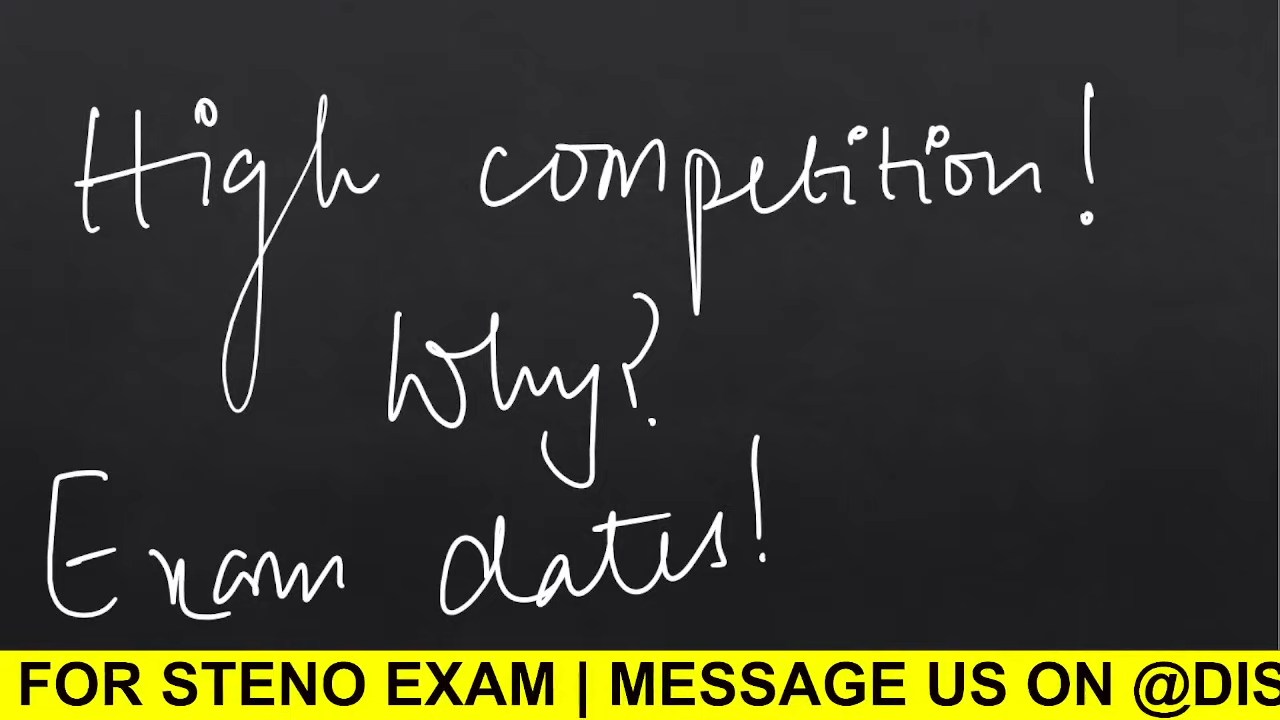 High competition!
Why?
Exam dates!
FOR STENO EXAM | MESSAGE US ON @DIS